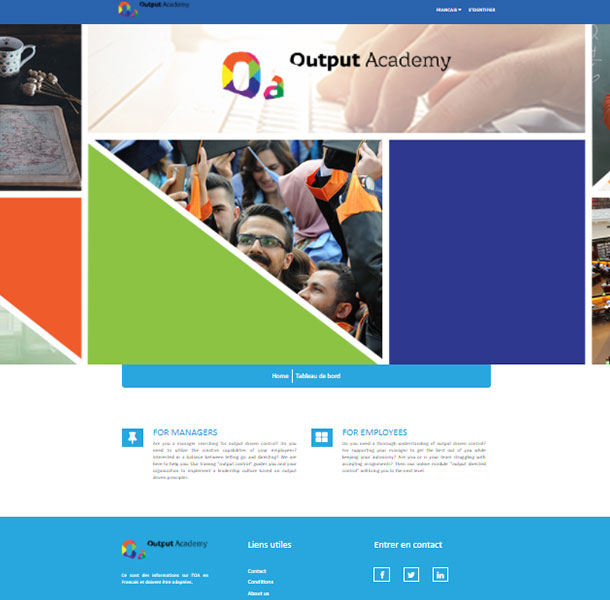 Output Academy
FRANCAIS S'IDENTIFIER
Output Academy
Home Tableau de bord
FOR MANAGERS
Are you a manager searching for output driven control? Do you
need to utilize the creative capabilities of your employees?
Interested in a balance between letting go and directing? We are
here to help you. Our training "output control" guides you and your
organization to implement a leadership culture based on output
driven principles.
FOR EMPLOYEES
Do you need a thorough understanding of output driven control?
For supporting your manager to get the best out of you while
keeping your autonomy? Are you or is your team struggling with
accepting assignments? Then our online module "output directed
control" will bring you to the next level.
Output Academy
Ce sont des informations sur l'OA en
Francais et doivent être adaptées.
Liens utiles
Contact
Conditions
About us
Entrer en contact